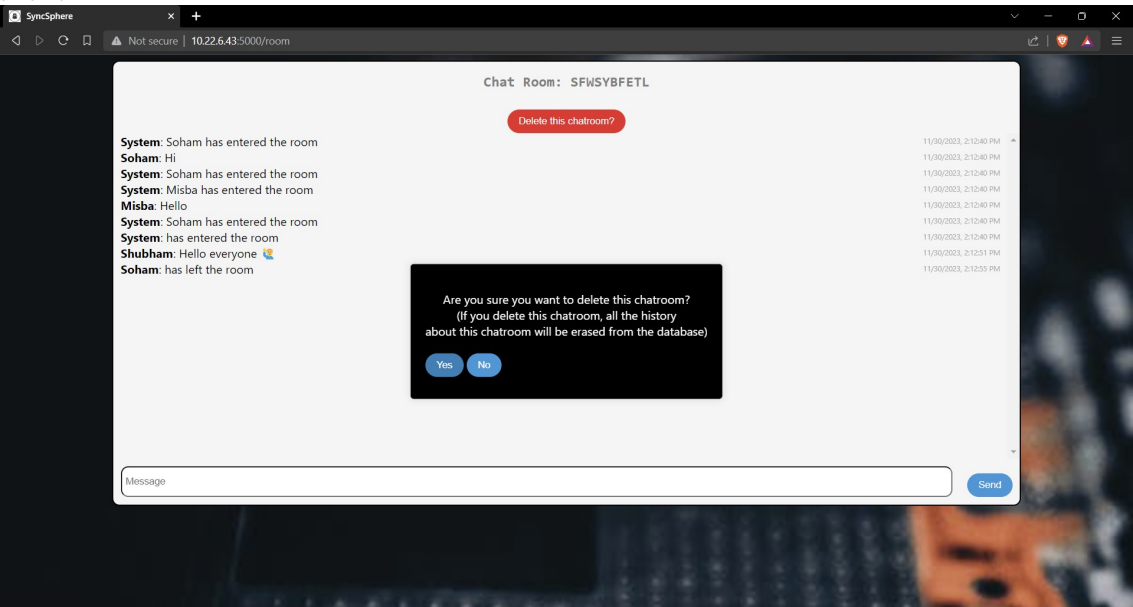 SyncSphere
Not secure | 10.22.6.43:5000/room
Chat Room: SFWSYBFETL
Delete this chatroom?
System: Soham has entered the room 11/30/2023, 2:12:40 PM
Soham: Hi 11/30/2023, 2:12:40 PM
System: Soham has entered the room 11/30/2023, 2:12:40 PM
System: Misba has entered the room 11/30/2023, 2:12:40 PM
Misba: Hello 11/30/2023, 2:12:40 PM
System: Soham has entered the room 11/30/2023, 2:12:40 PM
System: has entered the room 11/30/2023, 2:12:40 PM
Shubham: Hello everyone 🙋 11/30/2023, 2:12:51 PM
Soham: has left the room 11/30/2023, 2:12:55 PM
Are you sure you want to delete this chatroom?
(If you delete this chatroom, all the history
about this chatroom will be erased from the database)
Yes No
Message
Send